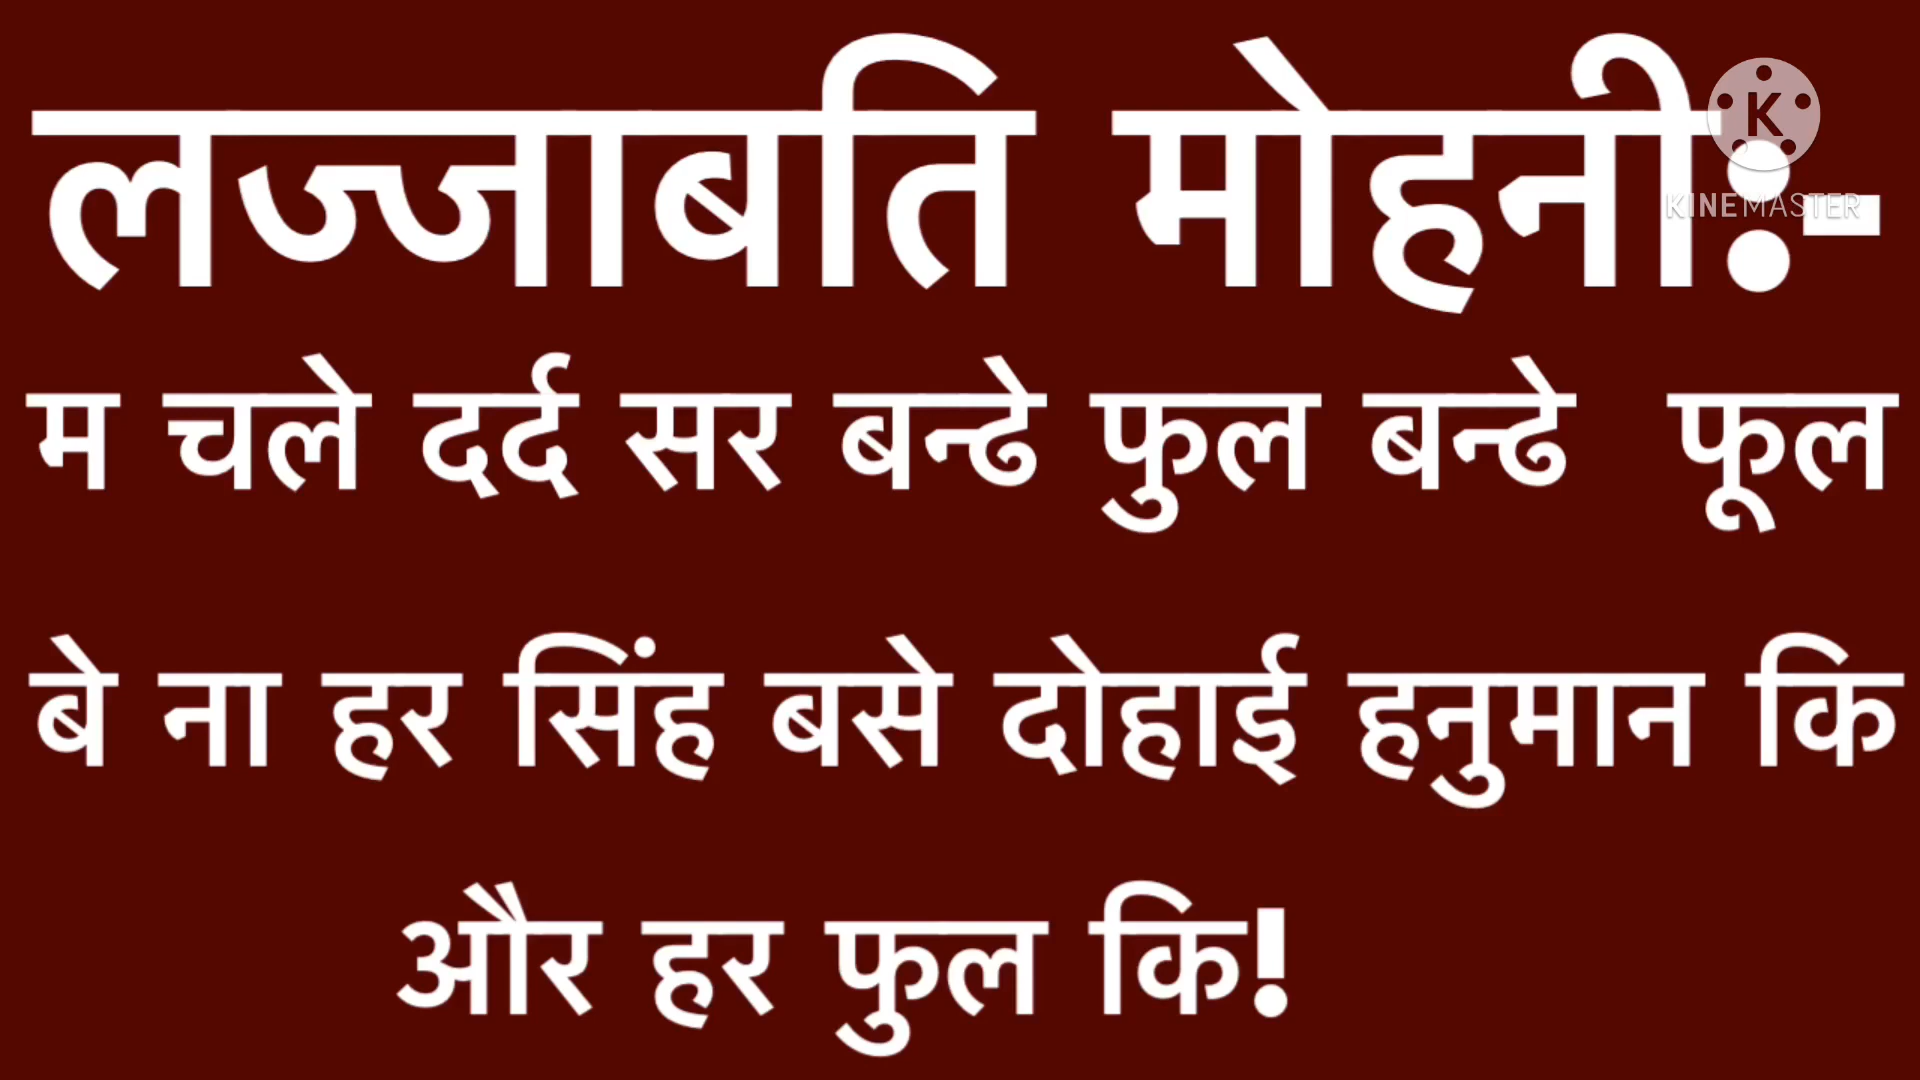 लज्जाबति मोहनी:-
KINEMASTER
म चले दर्द सर बन्ढे फुल बन्ढे फूल
बे ना हर सिंह बसे दोहाई हनुमान कि
और हर फुल कि!